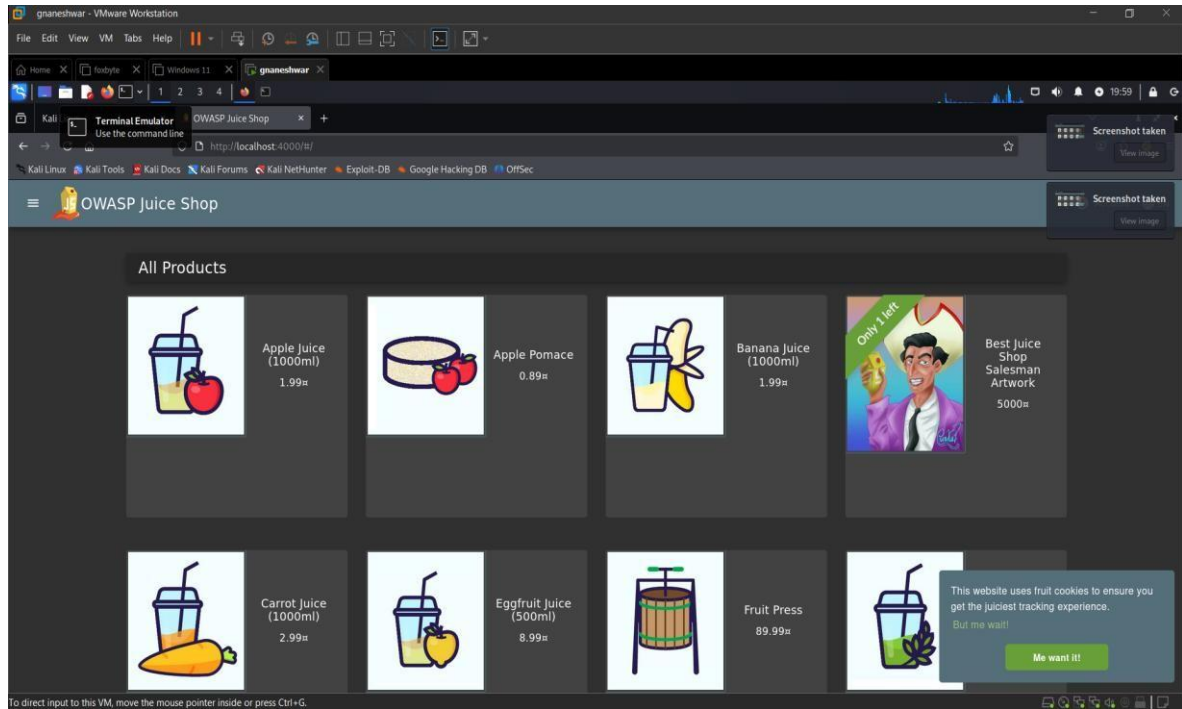 gnaneshwar - VMware Workstation
File Edit View VM Tabs Help
Home foxbyte Windows 11 gnaneshwar
1 2 3 4 19:59
Kali OWASP Juice Shop
Terminal Emulator
Use the command line
http://localhost:4000/#/
Kali Linux Kali Tools Kali Docs Kali Forums Kali NetHunter Exploit-DB Google Hacking DB OffSec
Screenshot taken
View image
Screenshot taken
View image
JS OWASP Juice Shop
All Products
Apple Juice
(1000ml)
1.99¤
Apple Pomace
0.89¤
Banana Juice
(1000ml)
1.99¤
Only 1 left
Best Juice
Shop
Salesman
Artwork
5000¤
Carrot Juice
(1000ml)
2.99¤
Eggfruit Juice
(500ml)
8.99¤
Fruit Press
89.99¤
This website uses fruit cookies to ensure you
get the juiciest tracking experience.
But me wait!
Me want it!
To direct input to this VM, move the mouse pointer inside or press Ctrl+G.